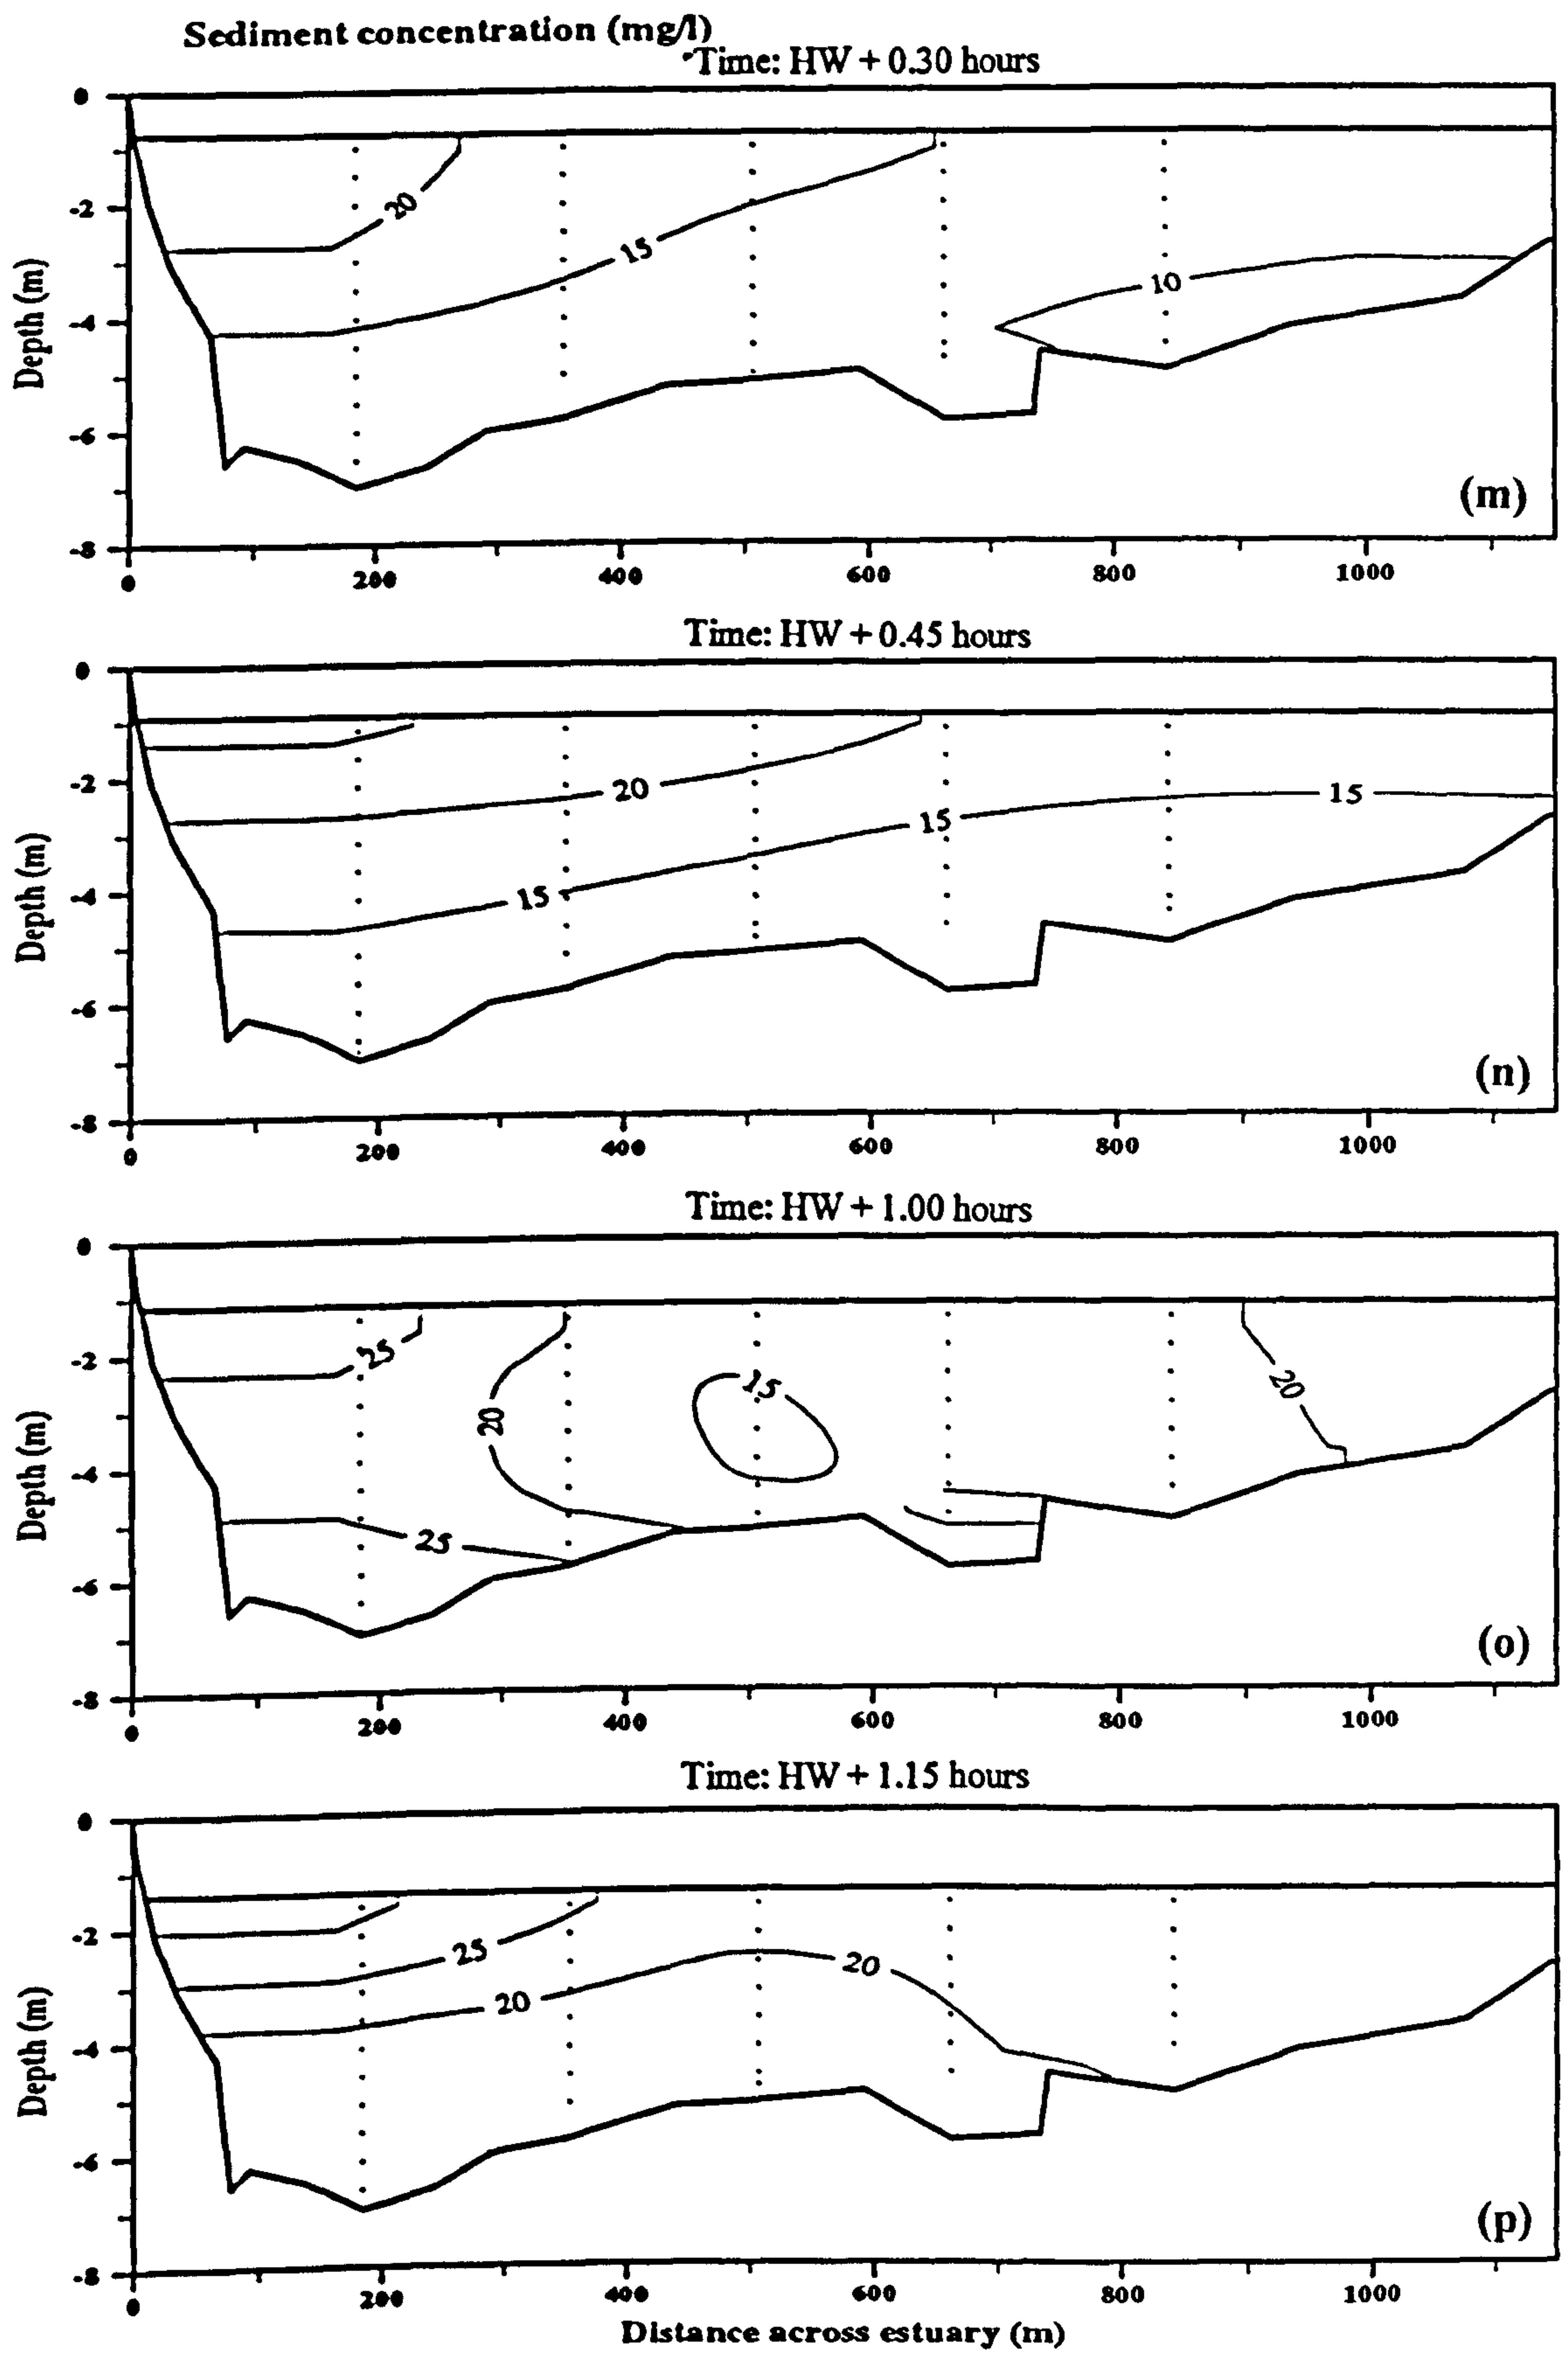 Sediment concentration (mg/l)
Time: HW + 0.30 hours
0
-2
-4
-6
-8
Depth (m)
20
15
10
(m)
0 200 400 600 800 1000
Time: HW + 0.45 hours
0
-2
-4
-6
-8
Depth (m)
20
15
15
15
(n)
0 200 400 600 800 1000
Time: HW + 1.00 hours
0
-2
-4
-6
-8
Depth (m)
25
20
15
20
25
(o)
0 200 400 600 800 1000
Time: HW + 1.15 hours
0
-2
-4
-6
-8
Depth (m)
25
20
20
(p)
0 200 400 600 800 1000
Distance across estuary (m)